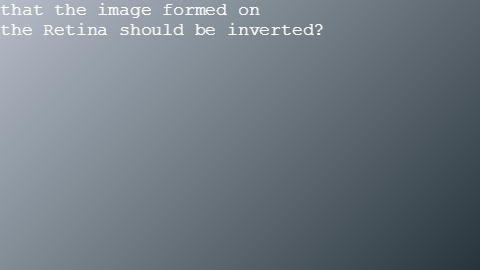 that the image formed on
the Retina should be inverted?